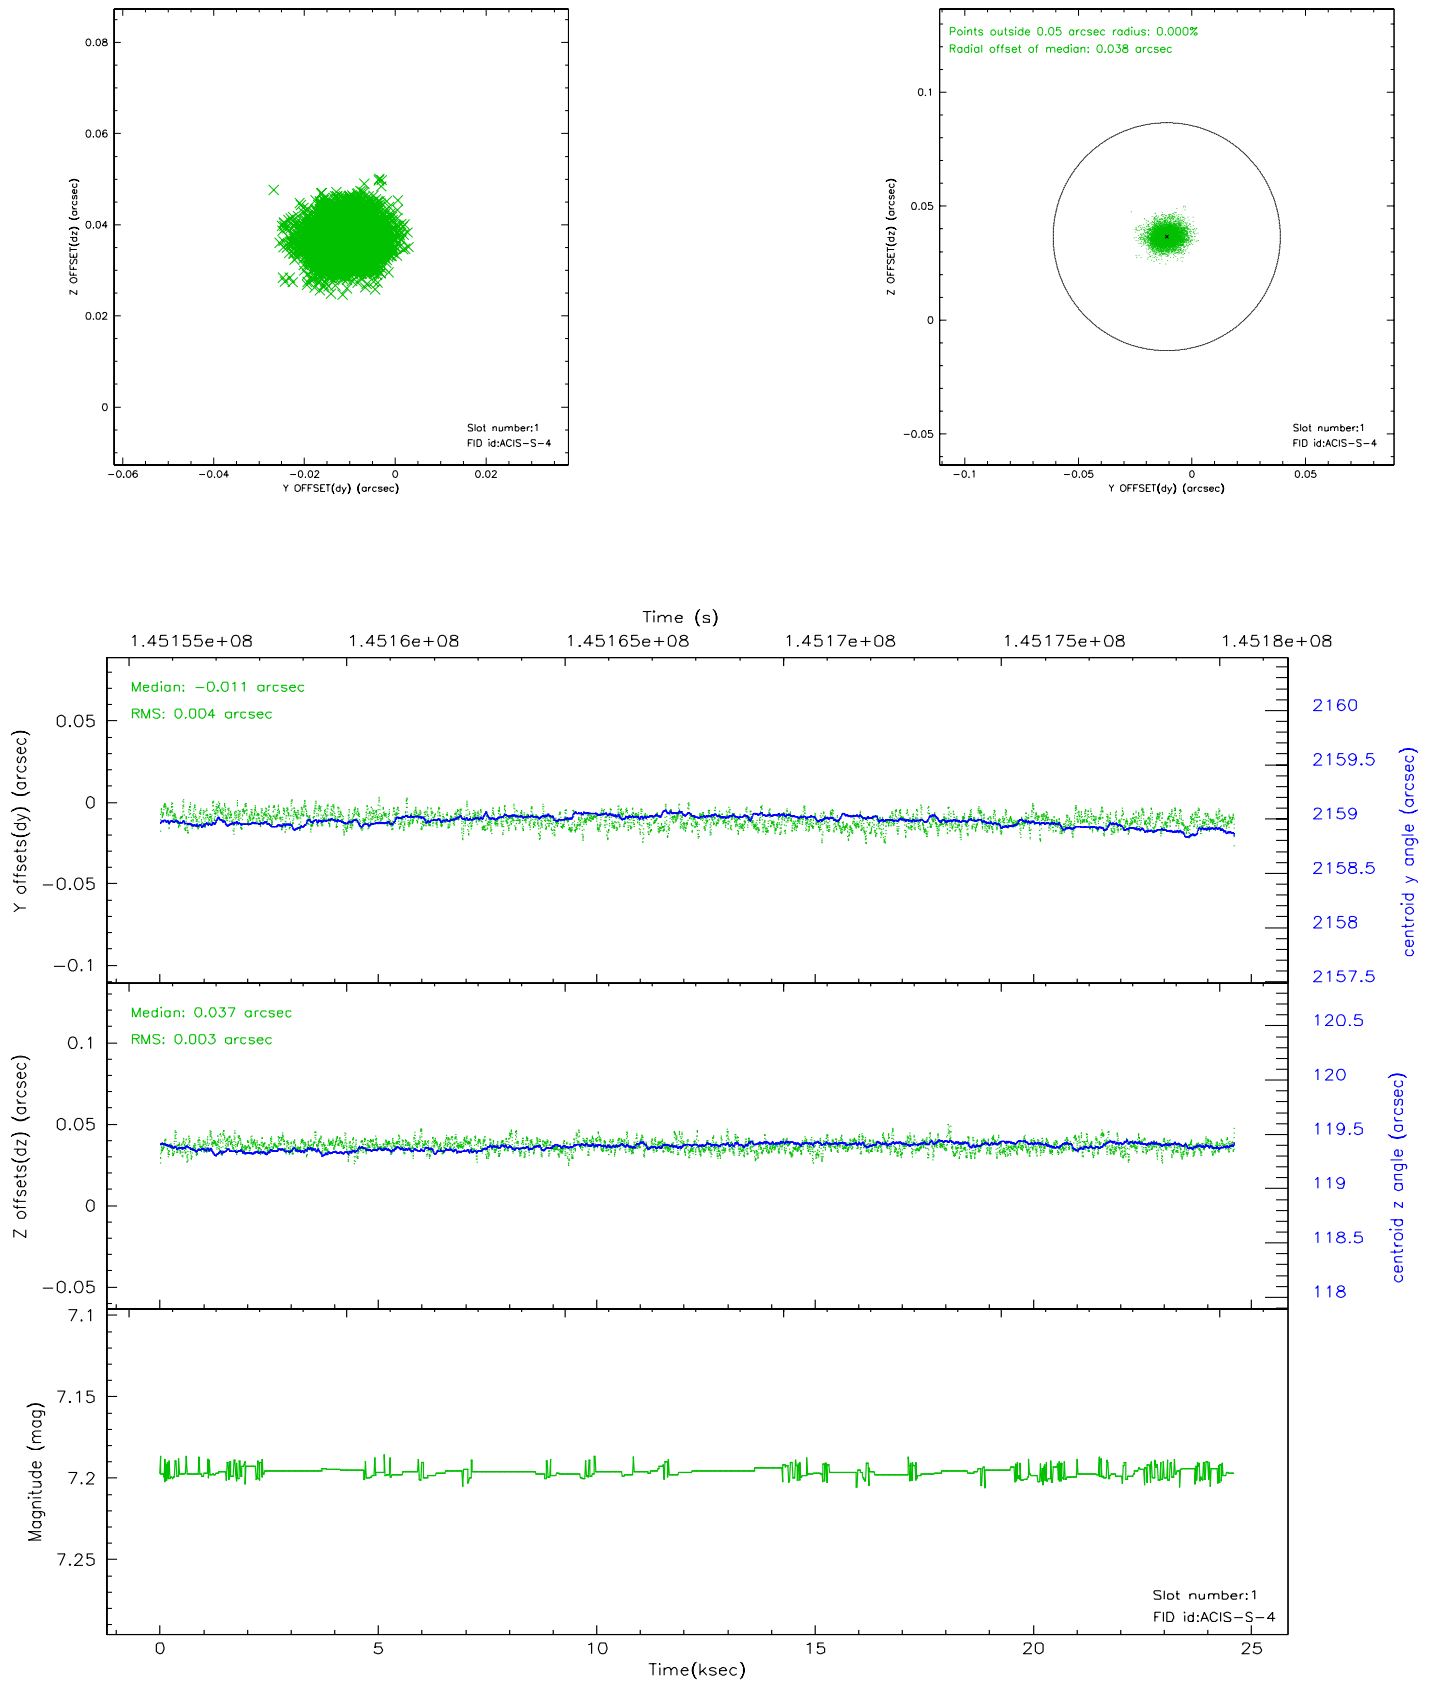 0.08
0.06
0.04
0.02
0
Z OFFSET(dz) (arcsec)
Slot number:1
FID id:ACIS-S-4
-0.06
-0.04
-0.02
0
0.02
Y OFFSET(dy) (arcsec)
Points outside 0.05 arcsec radius: 0.000%
Radial offset of median: 0.038 arcsec
0.1
0.05
0
-0.05
Z OFFSET(dz) (arcsec)
Slot number:1
FID id:ACIS-S-4
-0.1
-0.05
0
0.05
Y OFFSET(dy) (arcsec)
Time (s)
1.45155e+08
1.4516e+08
1.45165e+08
1.4517e+08
1.45175e+08
1.4518e+08
Median: -0.011 arcsec
RMS: 0.004 arcsec
0.05
0
-0.05
-0.1
Y offsets(dy) (arcsec)
2160
2159.5
2159
2158.5
2158
2157.5
centroid y angle (arcsec)
Median: 0.037 arcsec
RMS: 0.003 arcsec
0.1
0.05
0
-0.05
Z offsets(dz) (arcsec)
120.5
120
119.5
119
118.5
118
centroid z angle (arcsec)
7.1
7.15
7.2
7.25
Magnitude (mag)
Slot number:1
FID id:ACIS-S-4
0
5
10
15
20
25
Time(ksec)